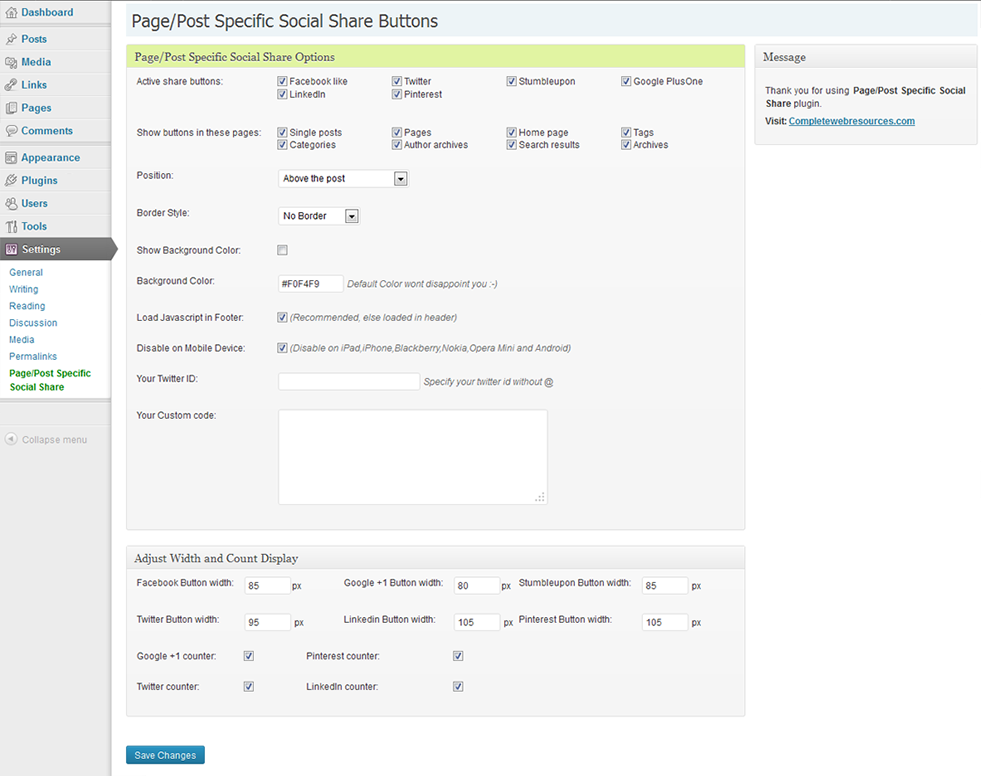 Dashboard
Posts
Media
Links
Pages
Comments
Appearance
Plugins
Users
Tools
Settings
General
Writing
Reading
Discussion
Media
Permalinks
Page/Post Specific
Social Share
Collapse menu
Page/Post Specific Social Share Buttons
Page/Post Specific Social Share Options
Active share buttons: Facebook like Twitter Stumbleupon Google PlusOne
LinkedIn Pinterest
Show buttons in these pages: Single posts Pages Home page Tags
Categories Author archives Search results Archives
Position: Above the post
Border Style: No Border
Show Background Color:
Background Color: #F0F4F9 Default Color wont disappoint you :-)
Load Javascript in Footer: (Recommended, else loaded in header)
Disable on Mobile Device: (Disable on iPad,iPhone,Blackberry,Nokia,Opera Mini and Android)
Your Twitter ID: Specify your twitter id without @
Your Custom code:
Adjust Width and Count Display
Facebook Button width: 85 px Google +1 Button width: 80 px Stumbleupon Button width: 85 px
Twitter Button width: 95 px Linkedin Button width: 105 px Pinterest Button width: 105 px
Google +1 counter: Pinterest counter:
Twitter counter: LinkedIn counter:
Save Changes
Message
Thank you for using Page/Post Specific Social
Share plugin.
Visit: Completewebresources.com